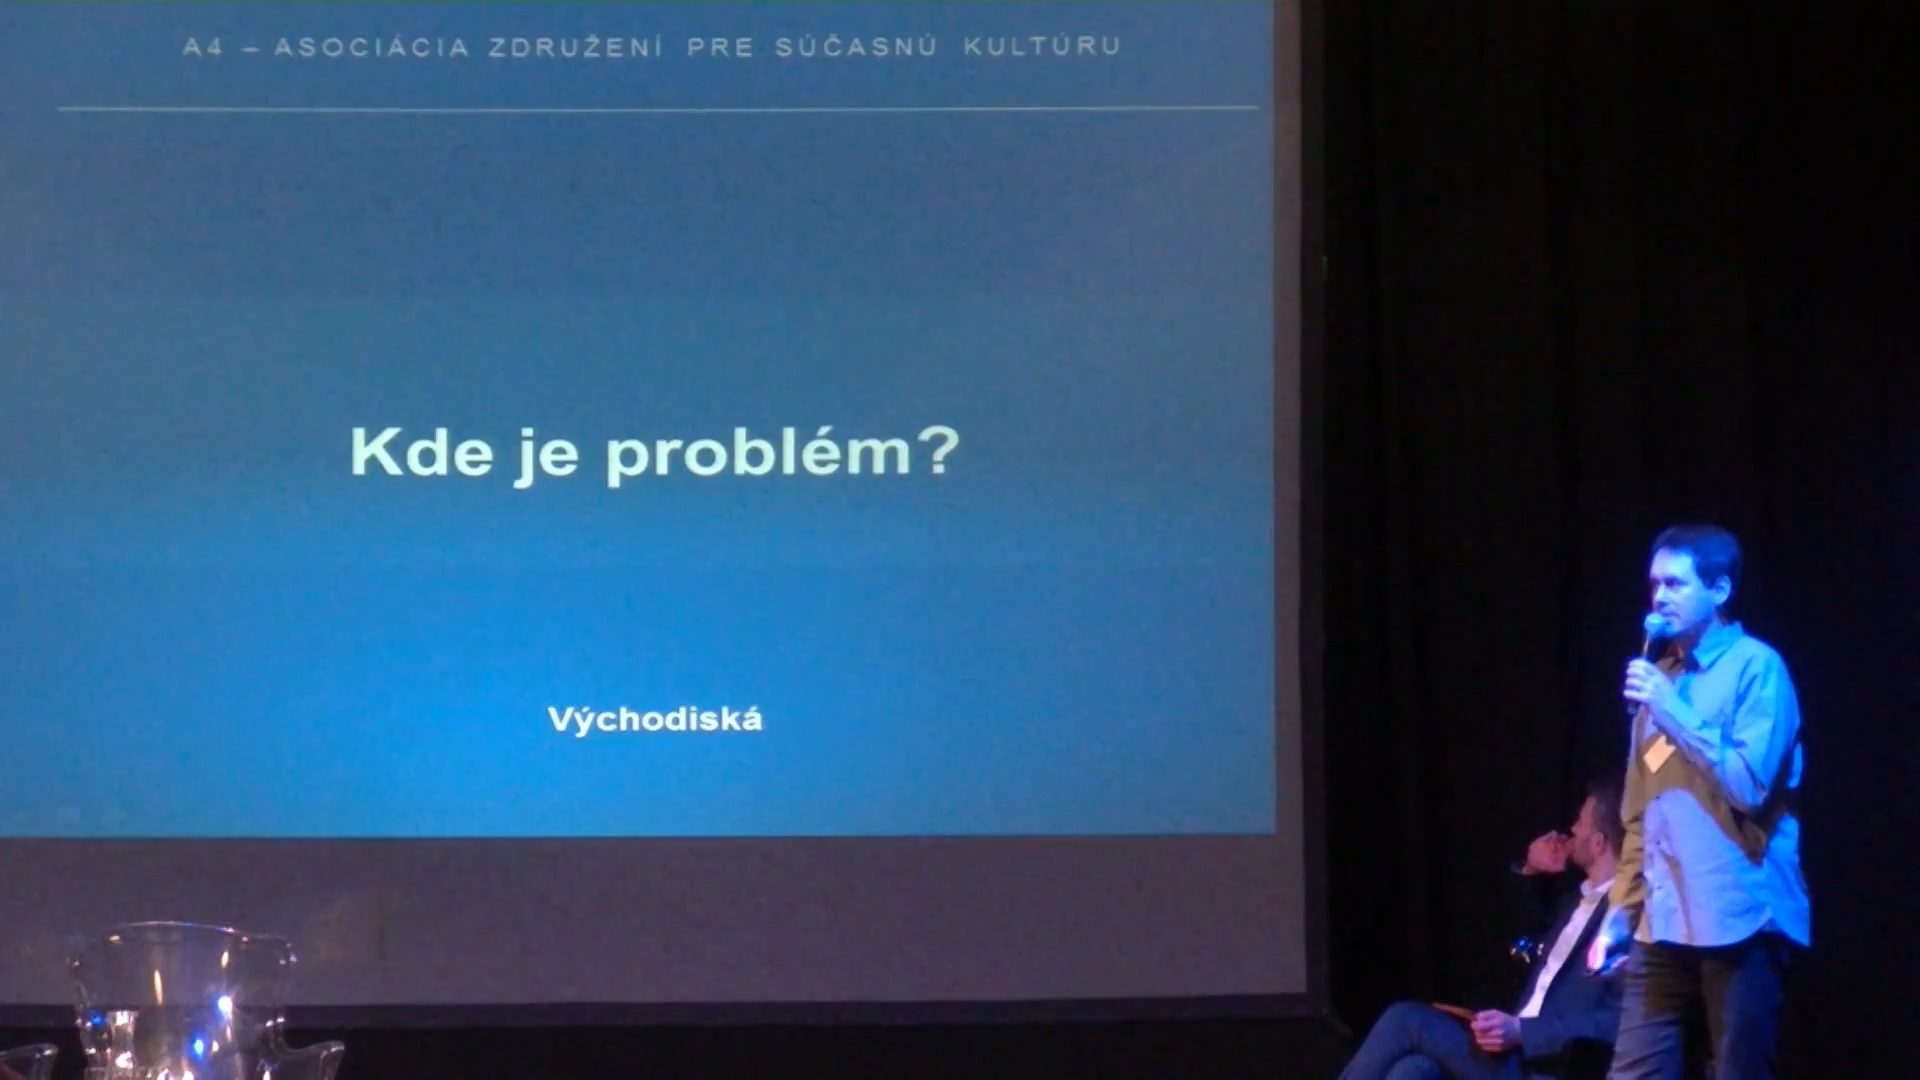 A4 – ASOCIÁCIA ZDRUŽENÍ PRE SÚČASNÚ KULTÚRU
Kde je problém?
Východiská